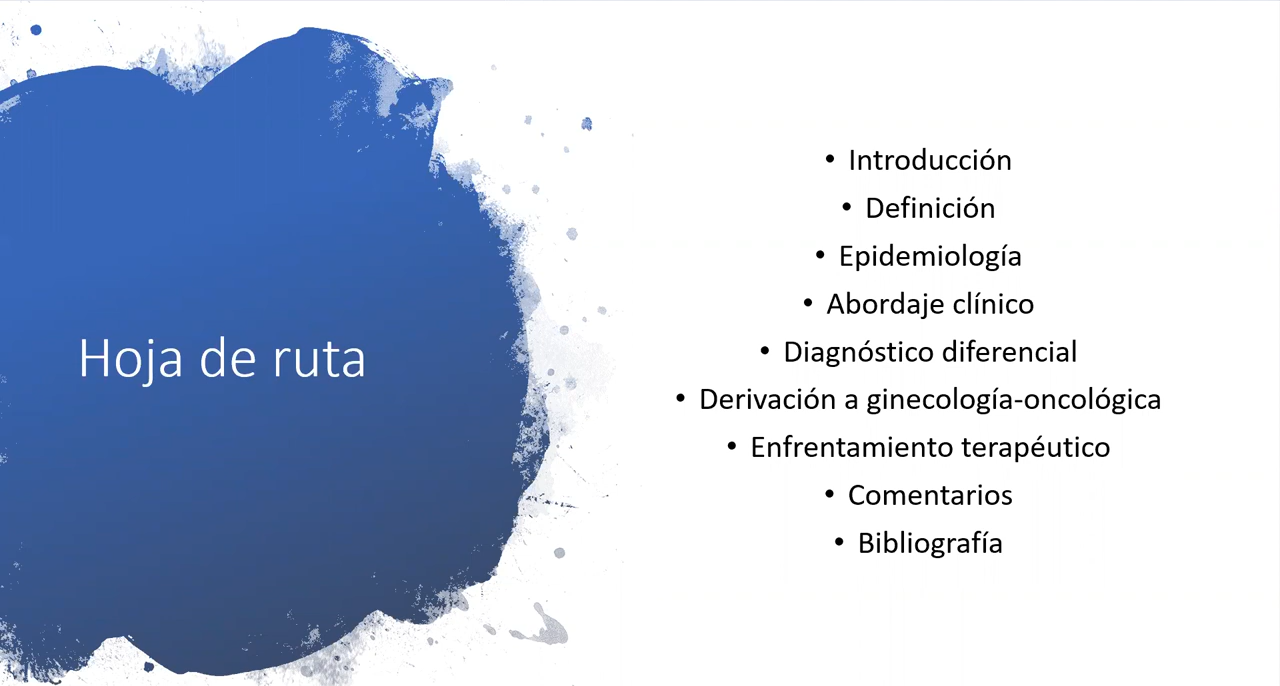 Hoja de ruta
• Introducción
• Definición
• Epidemiología
• Abordaje clínico
• Diagnóstico diferencial
• Derivación a ginecología-oncológica
• Enfrentamiento terapéutico
• Comentarios
• Bibliografía